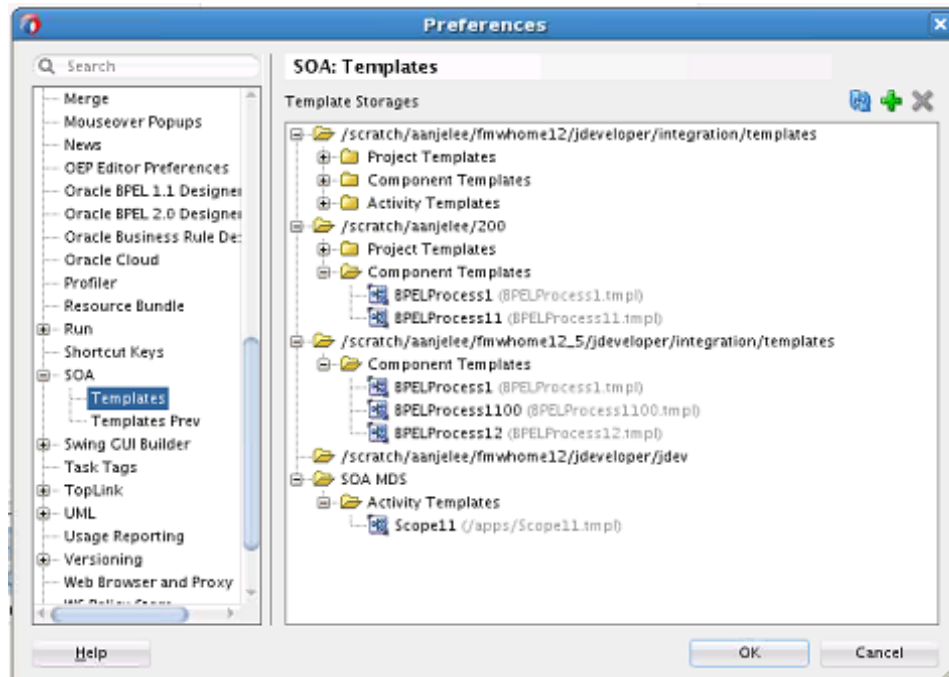 Preferences
Search
Merge
Mouseover Popups
News
OEP Editor Preferences
Oracle BPEL 1.1 Designer
Oracle BPEL 2.0 Designer
Oracle Business Rule De
Oracle Cloud
Profiler
Resource Bundle
Run
Shortcut Keys
SOA
Templates
Templates Prev
Swing GUI Builder
Task Tags
TopLink
UML
Usage Reporting
Versioning
Web Browser and Proxy
SOA: Templates
Template Storages
/scratch/aanjelee/fmwhome12/jdeveloper/integration/templates
Project Templates
Component Templates
Activity Templates
/scratch/aanjelee/200
Project Templates
Component Templates
BPELProcess1 (BPELProcess1.tmpl)
BPELProcess11 (BPELProcess11.tmpl)
/scratch/aanjelee/fmwhome12_5/jdeveloper/integration/templates
Component Templates
BPELProcess1 (BPELProcess1.tmpl)
BPELProcess1100 (BPELProcess1100.tmpl)
BPELProcess12 (BPELProcess12.tmpl)
/scratch/aanjelee/fmwhome12/jdeveloper/jdev
SOA MDS
Activity Templates
Scope11 (/apps/Scope11.tmpl)
Help
OK
Cancel